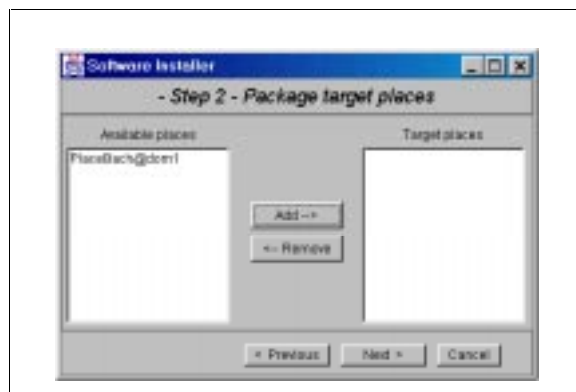 Software Installer
- Step 2 - Package target places
Available places
Target places
PlaceBach@dom1
Add -->
<-- Remove
< Previous
Next >
Cancel